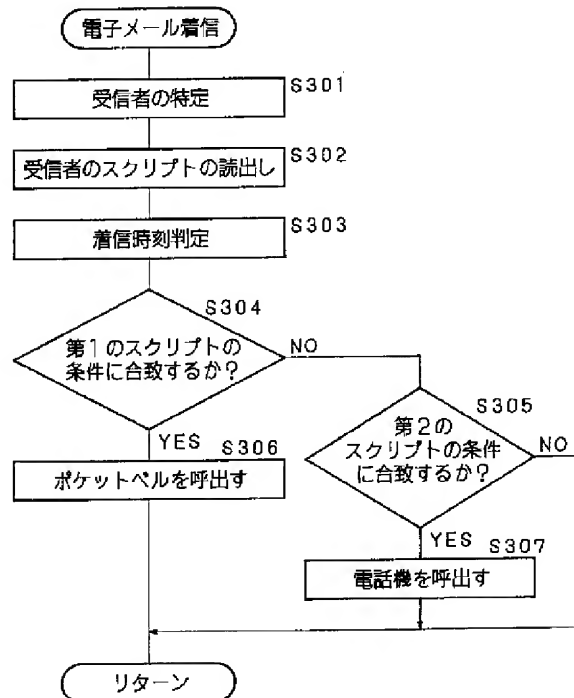 電子メール着信
受信者の特定
S301
受信者のスクリプトの読出し
S302
着信時刻判定
S303
S304
第1のスクリプトの
条件に合致するか?
NO
YES
S305
第2の
スクリプトの条件
に合致するか?
NO
S306
ポケットベルを呼出す
YES
S307
電話機を呼出す
リターン